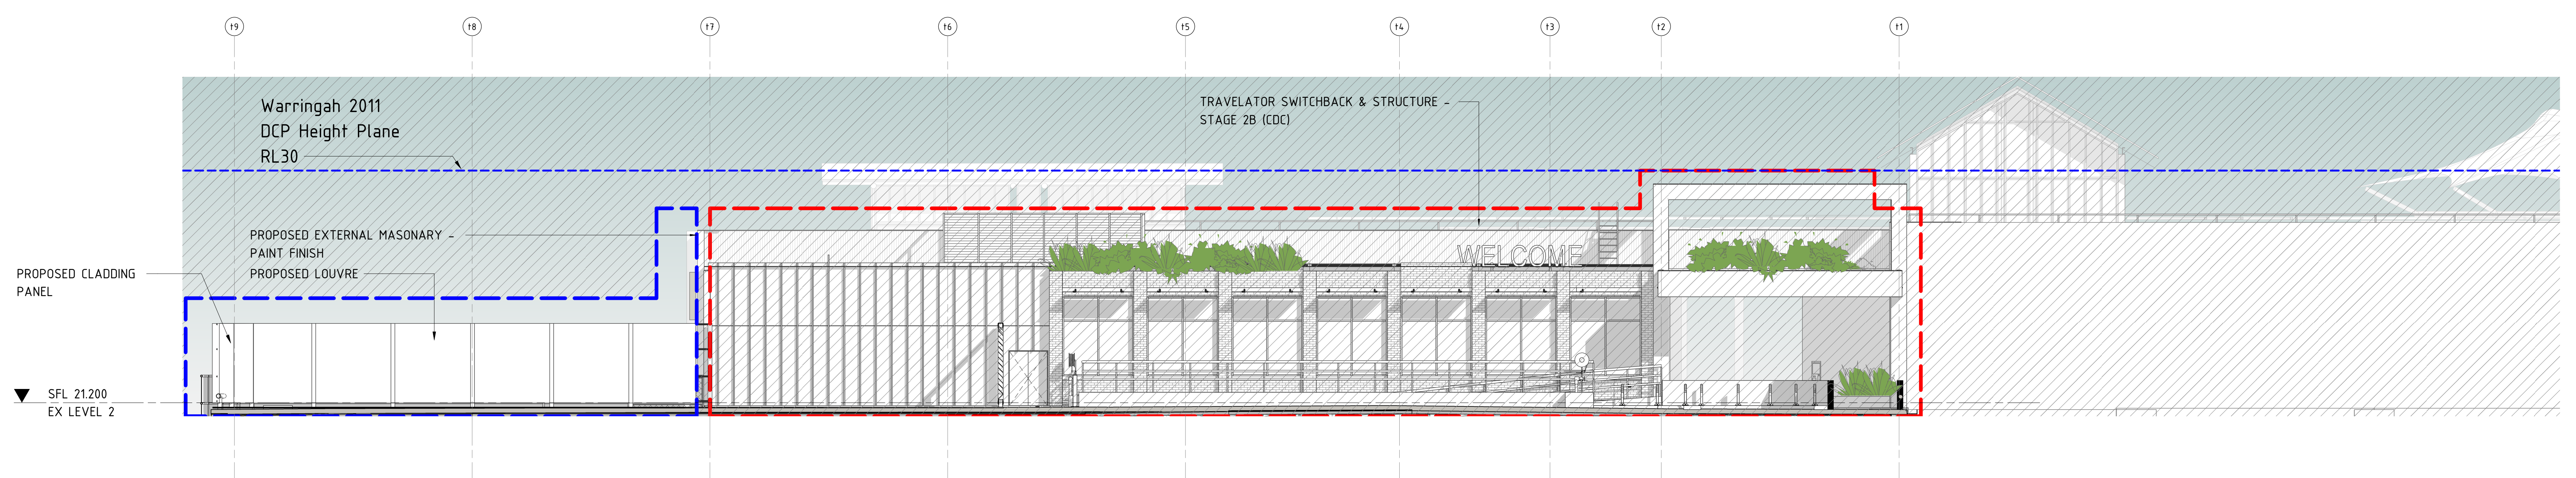 t9 t8 t7 t6 t5 t4 t3 t2 t1
Warringah 2011
DCP Height Plane
RL30
TRAVELATOR SWITCHBACK & STRUCTURE -
STAGE 2B (CDC)
PROPOSED EXTERNAL MASONARY -
PAINT FINISH
PROPOSED LOUVRE
PROPOSED CLADDING
PANEL
WELCOME
SFL 21.200
EX LEVEL 2